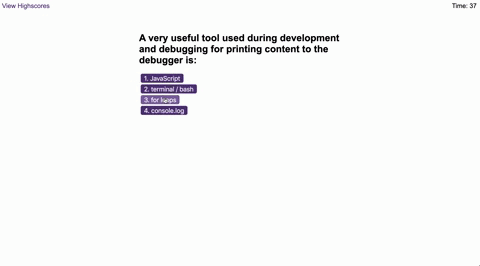 View Highscores
Time: 37
A very useful tool used during development
and debugging for printing content to the
debugger is:
1. JavaScript
2. terminal / bash
3. for loops
4. console.log